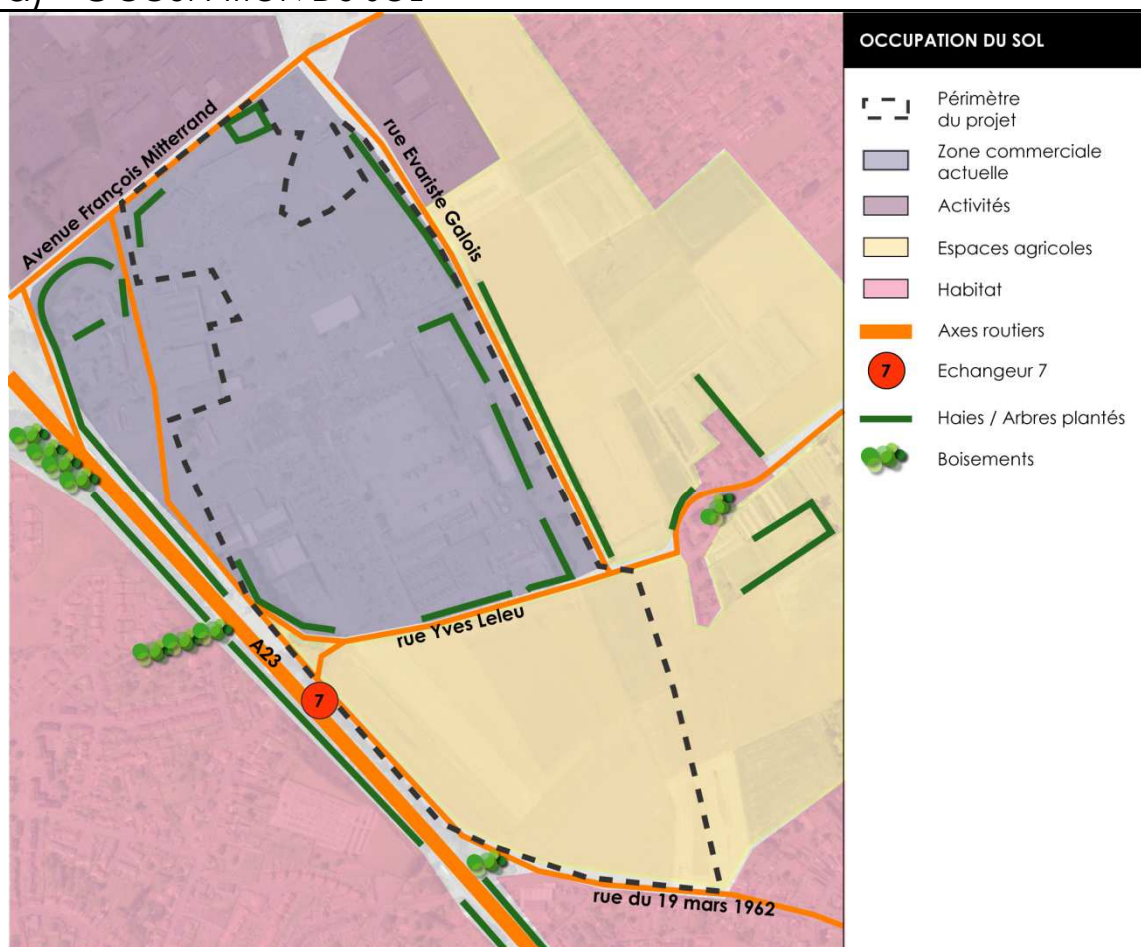 OCCUPATION DU SOL
Périmètre
du projet
Zone commerciale
actuelle
Activités
Espaces agricoles
Habitat
Axes routiers
7
Echangeur 7
Haies / Arbres plantés
Boisements
Avenue François Mitterrand
rue Evariste Galois
rue Yves Leleu
A23
7
rue du 19 mars 1962